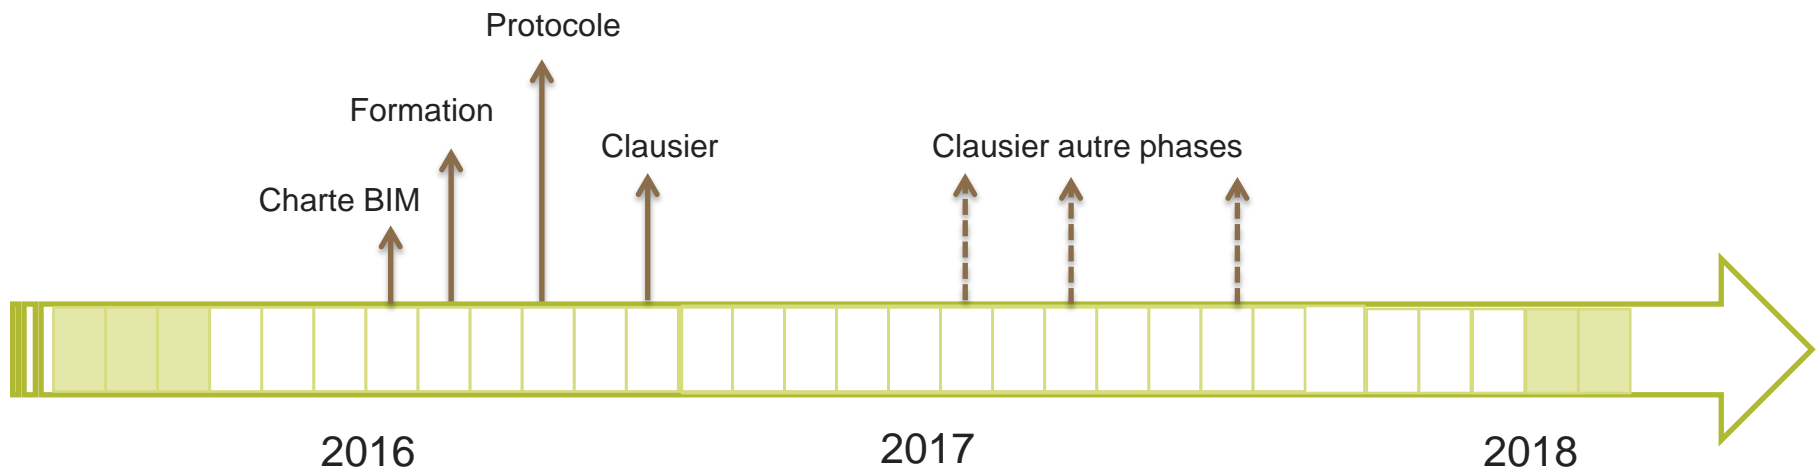 Protocole
Formation
Clausier
Clausier autre phases
Charte BIM
2016
2017
2018